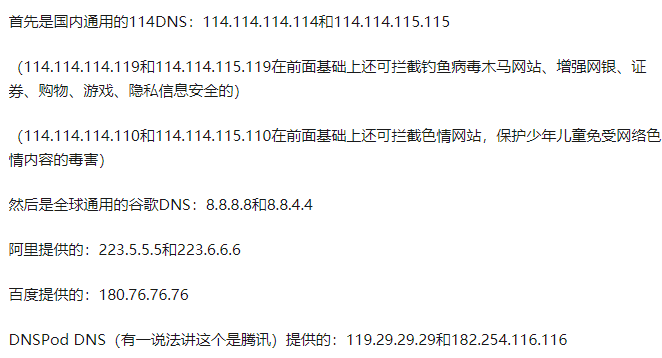 首先是国内通用的114DNS：114.114.114.114和114.114.115.115
（114.114.114.119和114.114.115.119在前面基础上还可拦截钓鱼病毒木马网站、增强网银、证
券、购物、游戏、隐私信息安全的）
（114.114.114.110和114.114.115.110在前面基础上还可拦截色情网站，保护少年儿童免受网络色
情内容的毒害）
然后是全球通用的谷歌DNS：8.8.8.8和8.8.4.4
阿里提供的：223.5.5.5和223.6.6.6
百度提供的：180.76.76.76
DNSPod DNS（有一说法讲这个是腾讯）提供的：119.29.29.29和182.254.116.116